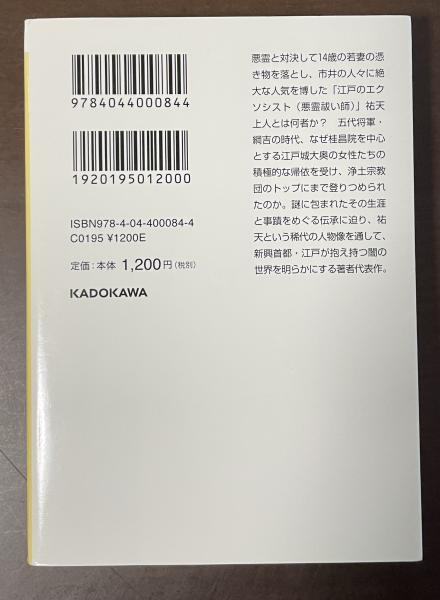 9784044000844
1920195012000
ISBN978-4-04-400084-4
C0195 ¥1200E
定価：本体 1,200円（税別）
KADOKAWA
悪霊と対決して14歳の若妻の憑
き物を落とし、市井の人々に絶
大な人気を博した「江戸のエク
ソシスト（悪霊祓い師）」祐天
上人とは何者か？　五代将軍・
綱吉の時代、なぜ桂昌院を中心
とする江戸城大奥の女性たちの
積極的な帰依を受け、浄土宗教
団のトップにまで登りつめられ
たのか。謎に包まれたその生涯
と事蹟をめぐる伝承に迫り、祐
天という稀代の人物像を通して、
新興首都・江戸が抱え持つ闇の
世界を明らかにする著者代表作。